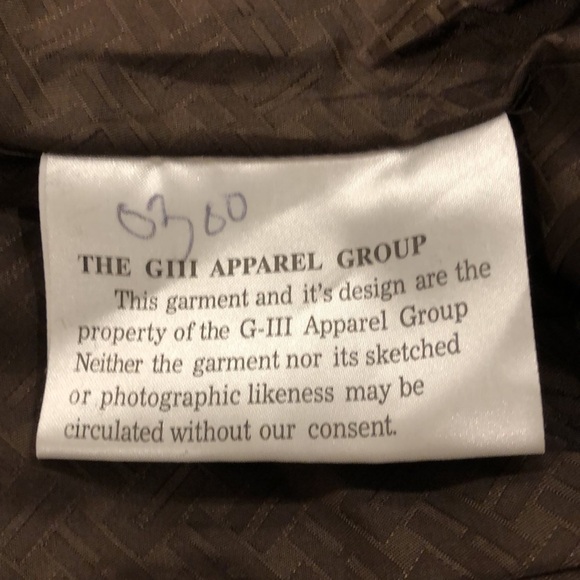 THE GIII APPAREL GROUP
This garment and it's design are the
property of the G-III Apparel Group
Neither the garment nor its sketched
or photographic likeness may be
circulated without our consent.